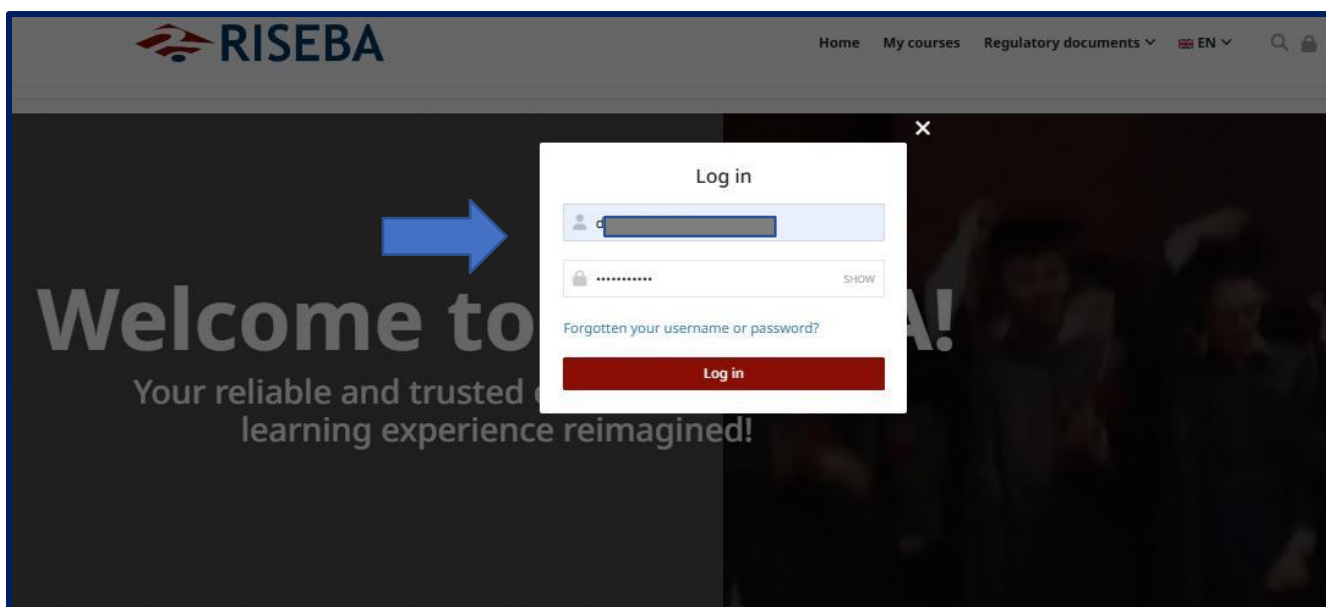 RISEBA
Home My courses Regulatory documents EN
Log in
d
••••••••••• SHOW
Welcome to A!
Forgotten your username or password?
Log in
Your reliable and trusted
learning experience reimagined!